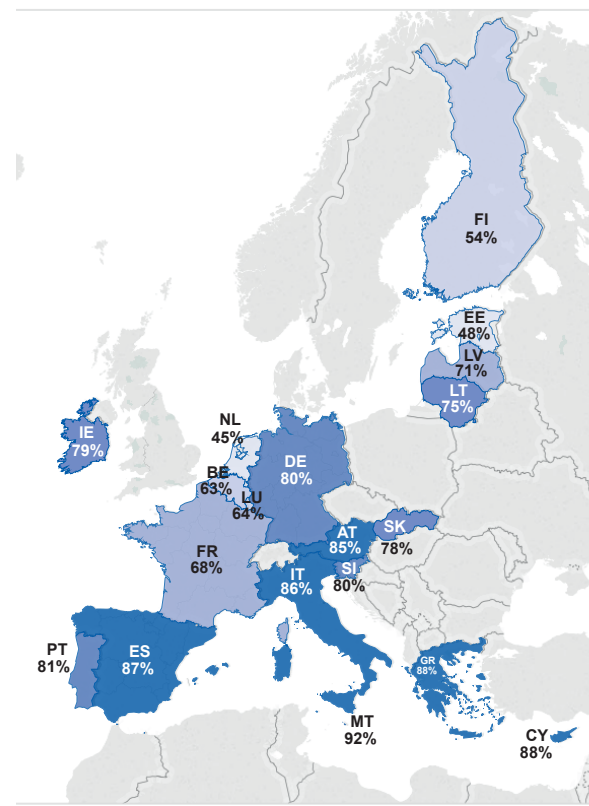 FI
54%
EE
48%
LV
71%
LT
75%
IE
79%
NL
45%
BE
63%
LU
64%
DE
80%
FR
68%
AT
85%
SK
78%
SI
80%
IT
86%
PT
81%
ES
87%
GR
88%
MT
92%
CY
88%